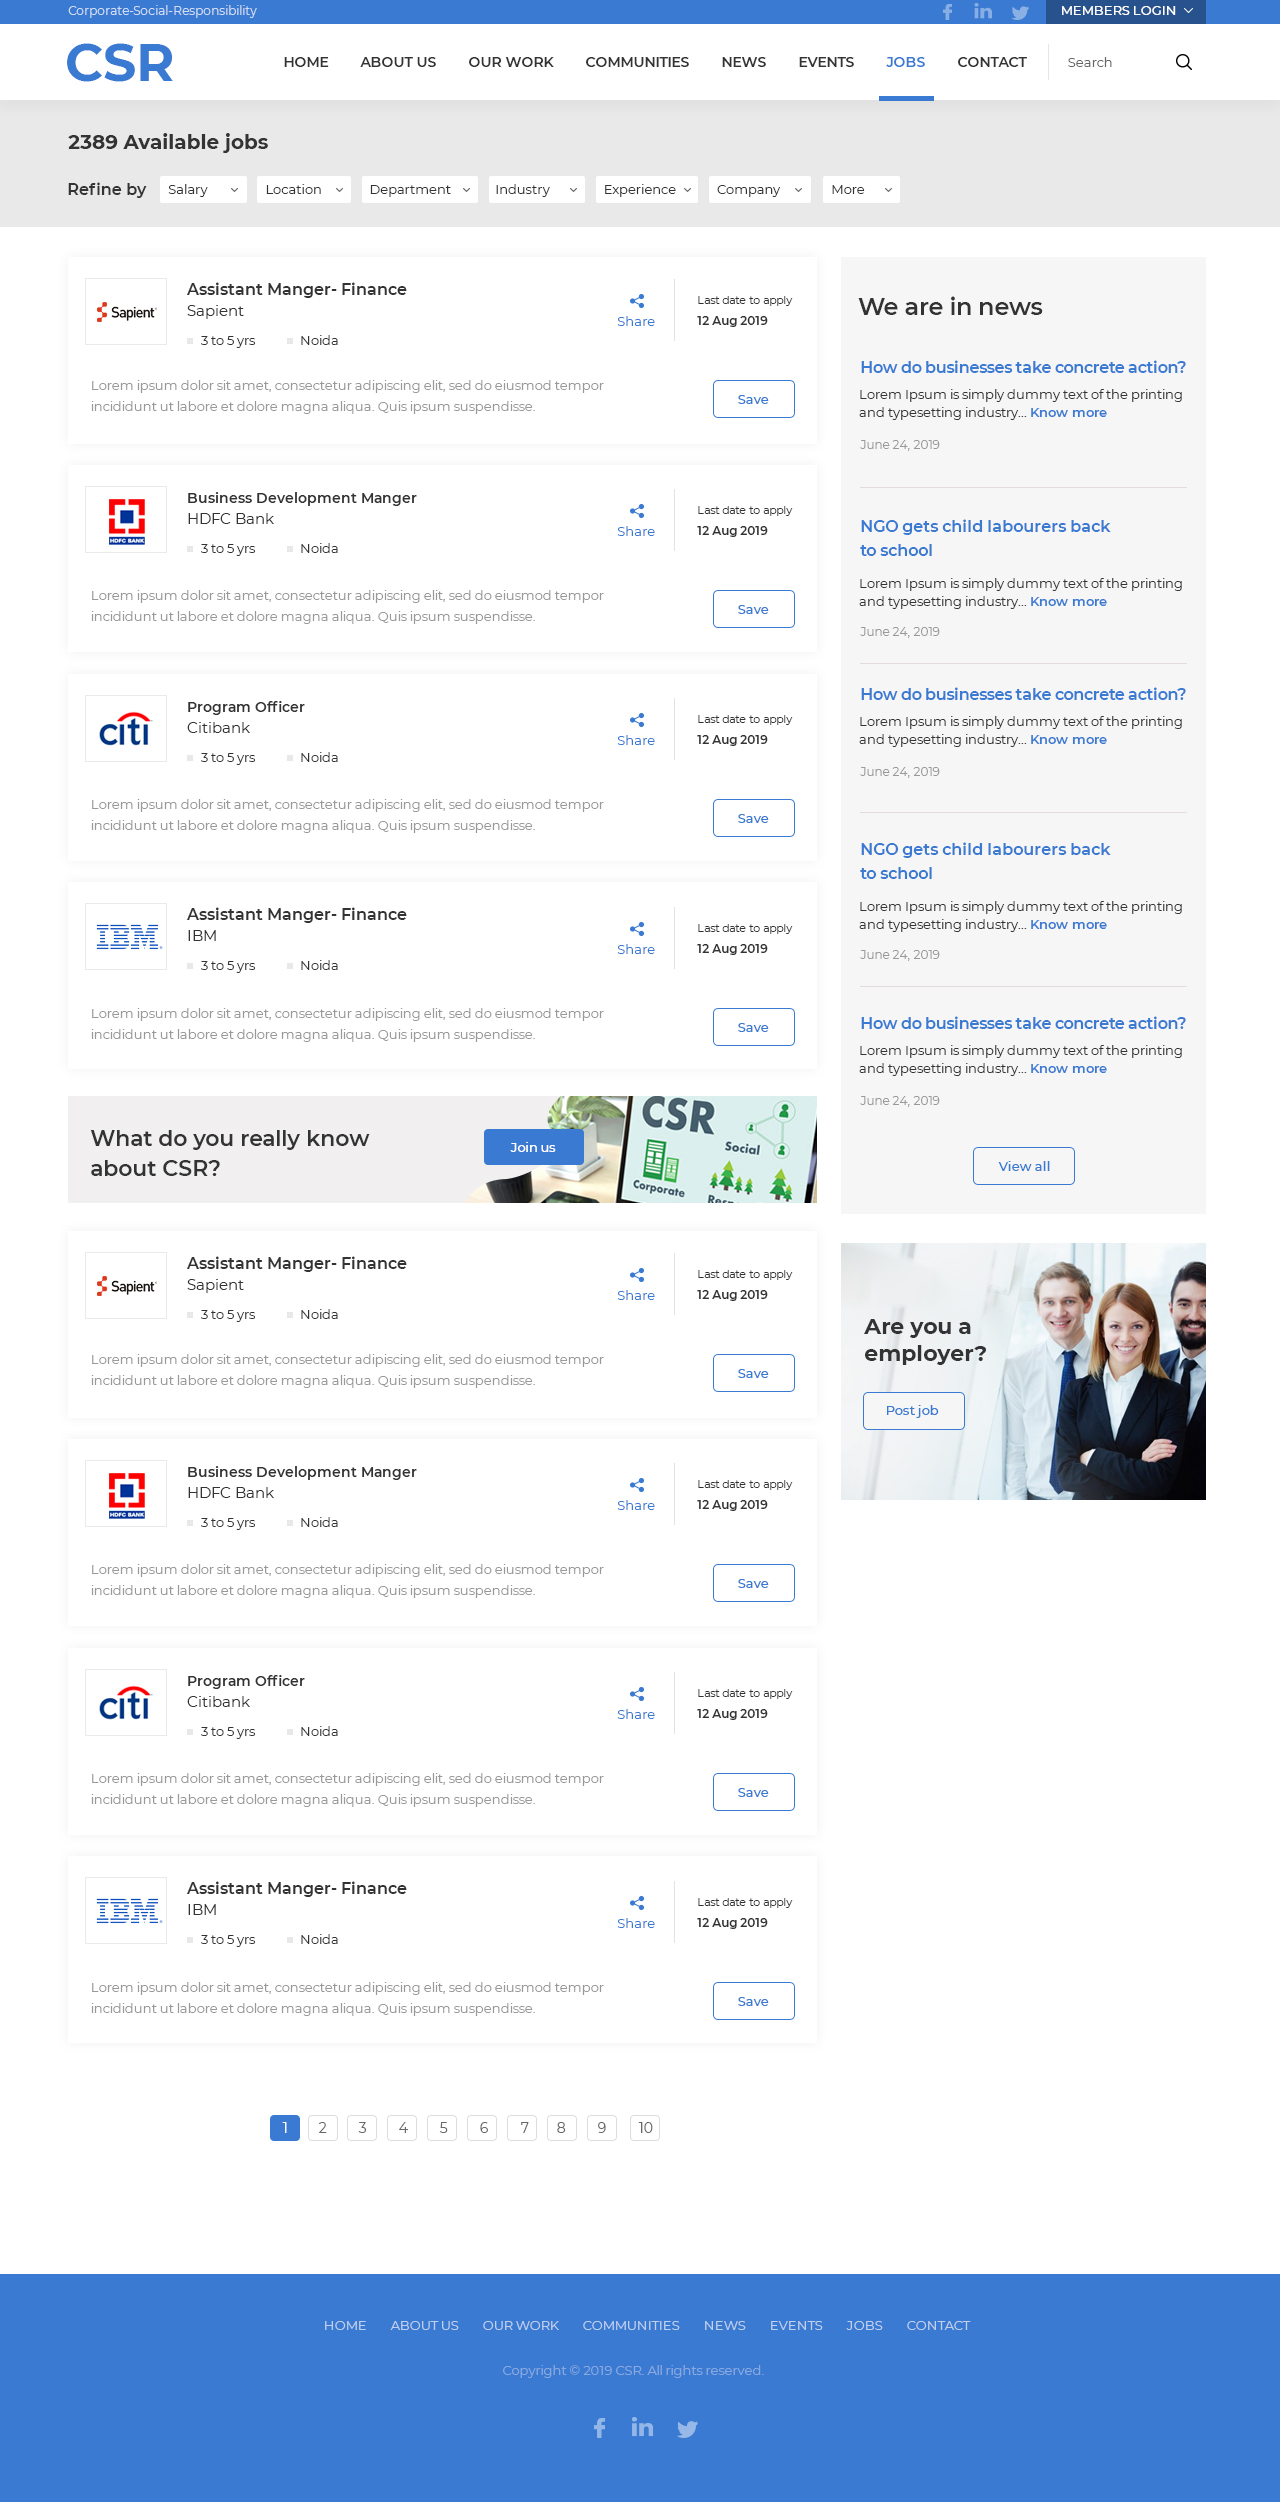 Corporate-Social-Responsibility
MEMBERS LOGIN
CSR
HOME ABOUT US OUR WORK COMMUNITIES NEWS EVENTS JOBS CONTACT Search
2389 Available jobs
Refine by Salary Location Department Industry Experience Company More
Sapient
Assistant Manger- Finance
Sapient
3 to 5 yrs Noida
Share
Last date to apply
12 Aug 2019
Lorem ipsum dolor sit amet, consectetur adipiscing elit, sed do eiusmod tempor
incididunt ut labore et dolore magna aliqua. Quis ipsum suspendisse.
Save
HDFC BANK
Business Development Manger
HDFC Bank
3 to 5 yrs Noida
Share
Last date to apply
12 Aug 2019
Lorem ipsum dolor sit amet, consectetur adipiscing elit, sed do eiusmod tempor
incididunt ut labore et dolore magna aliqua. Quis ipsum suspendisse.
Save
citi
Program Officer
Citibank
3 to 5 yrs Noida
Share
Last date to apply
12 Aug 2019
Lorem ipsum dolor sit amet, consectetur adipiscing elit, sed do eiusmod tempor
incididunt ut labore et dolore magna aliqua. Quis ipsum suspendisse.
Save
IBM
Assistant Manger- Finance
IBM
3 to 5 yrs Noida
Share
Last date to apply
12 Aug 2019
Lorem ipsum dolor sit amet, consectetur adipiscing elit, sed do eiusmod tempor
incididunt ut labore et dolore magna aliqua. Quis ipsum suspendisse.
Save
What do you really know
about CSR?
Join us
CSR
Social
Corporate
Sapient
Assistant Manger- Finance
Sapient
3 to 5 yrs Noida
Share
Last date to apply
12 Aug 2019
Lorem ipsum dolor sit amet, consectetur adipiscing elit, sed do eiusmod tempor
incididunt ut labore et dolore magna aliqua. Quis ipsum suspendisse.
Save
HDFC BANK
Business Development Manger
HDFC Bank
3 to 5 yrs Noida
Share
Last date to apply
12 Aug 2019
Lorem ipsum dolor sit amet, consectetur adipiscing elit, sed do eiusmod tempor
incididunt ut labore et dolore magna aliqua. Quis ipsum suspendisse.
Save
citi
Program Officer
Citibank
3 to 5 yrs Noida
Share
Last date to apply
12 Aug 2019
Lorem ipsum dolor sit amet, consectetur adipiscing elit, sed do eiusmod tempor
incididunt ut labore et dolore magna aliqua. Quis ipsum suspendisse.
Save
IBM
Assistant Manger- Finance
IBM
3 to 5 yrs Noida
Share
Last date to apply
12 Aug 2019
Lorem ipsum dolor sit amet, consectetur adipiscing elit, sed do eiusmod tempor
incididunt ut labore et dolore magna aliqua. Quis ipsum suspendisse.
Save
1 2 3 4 5 6 7 8 9 10
We are in news
How do businesses take concrete action?
Lorem Ipsum is simply dummy text of the printing
and typesetting industry... Know more
June 24, 2019
NGO gets child labourers back
to school
Lorem Ipsum is simply dummy text of the printing
and typesetting industry... Know more
June 24, 2019
How do businesses take concrete action?
Lorem Ipsum is simply dummy text of the printing
and typesetting industry... Know more
June 24, 2019
NGO gets child labourers back
to school
Lorem Ipsum is simply dummy text of the printing
and typesetting industry... Know more
June 24, 2019
How do businesses take concrete action?
Lorem Ipsum is simply dummy text of the printing
and typesetting industry... Know more
June 24, 2019
View all
Are you a
employer?
Post job
HOME ABOUT US OUR WORK COMMUNITIES NEWS EVENTS JOBS CONTACT
Copyright © 2019 CSR. All rights reserved.